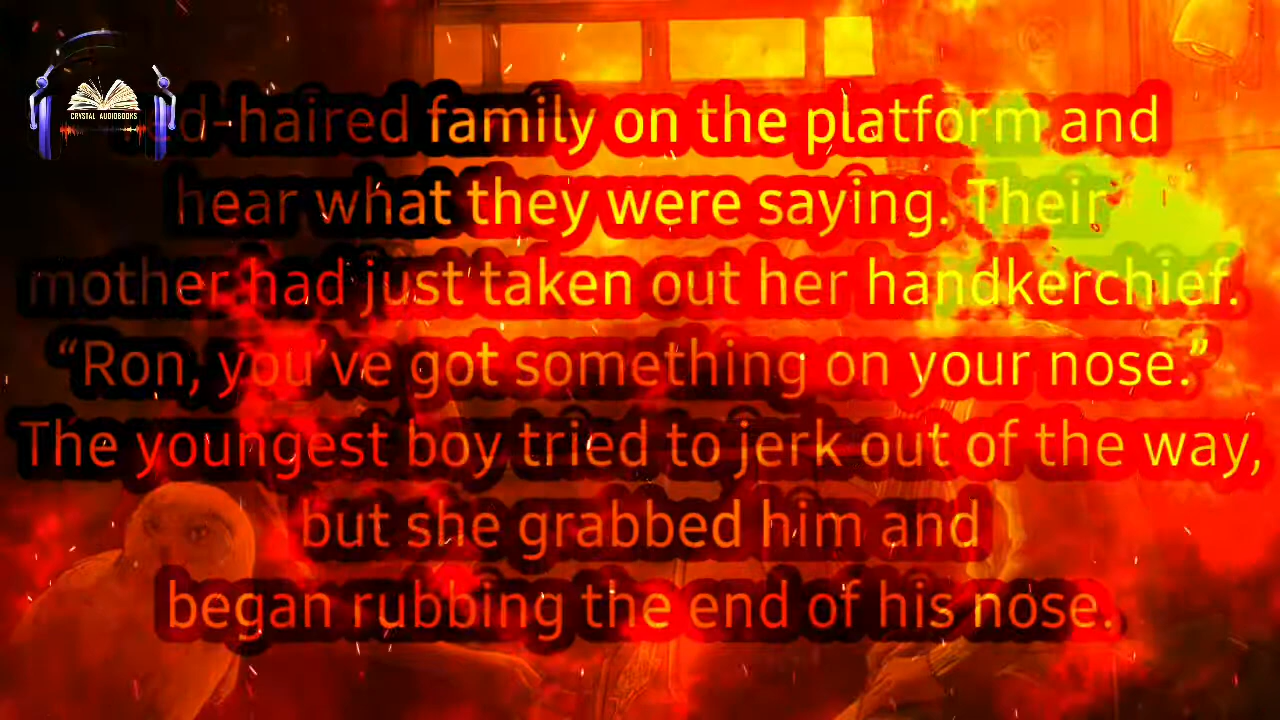 CRYSTAL AUDIOBOOKS
-haired family on the platform and
hear what they were saying. Their
mother had just taken out her handkerchief.
“Ron, you’ve got something on your nose.”
The youngest boy tried to jerk out of the way,
but she grabbed him and
began rubbing the end of his nose.